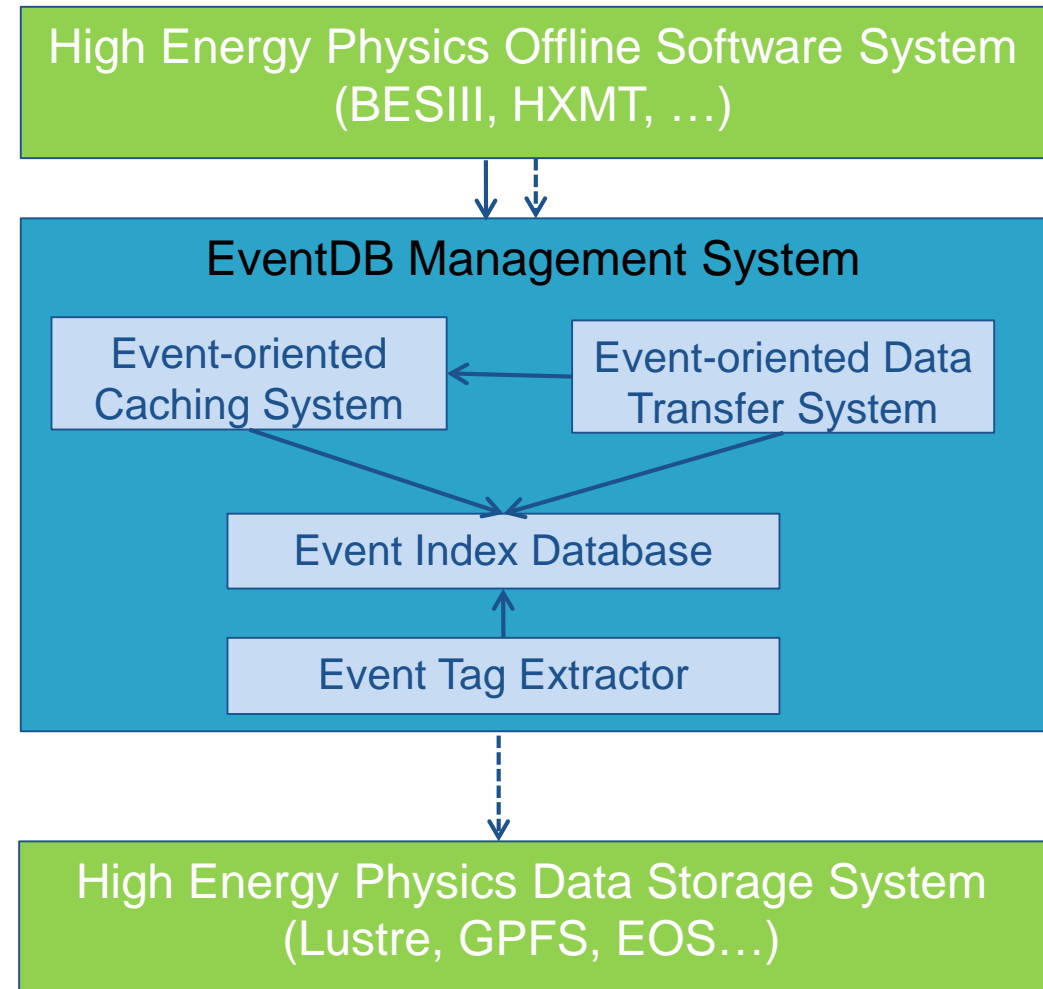 High Energy Physics Offline Software System
(BESIII, HXMT, …)
EventDB Management System
Event-oriented
Caching System
Event-oriented Data
Transfer System
Event Index Database
Event Tag Extractor
High Energy Physics Data Storage System
(Lustre, GPFS, EOS…)